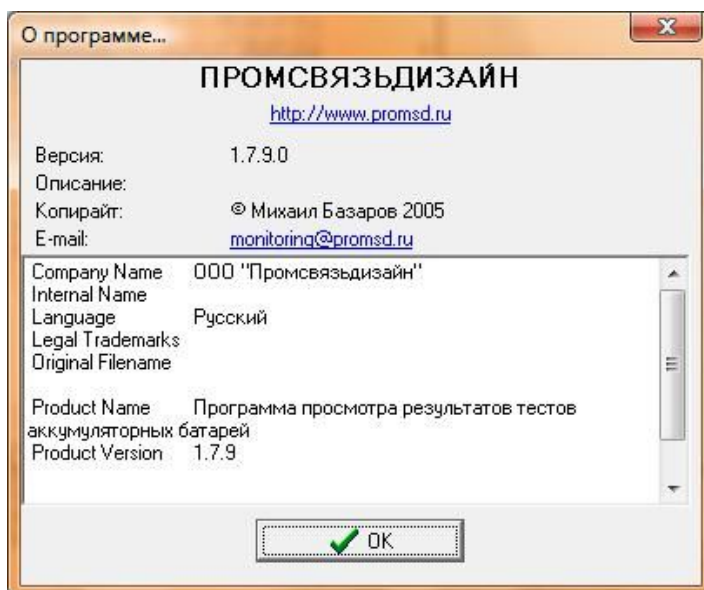 О программе...
ПРОМСВЯЗЬДИЗАЙН
http://www.promsd.ru
Версия: 1.7.9.0
Описание:
Копирайт: © Михаил Базаров 2005
E-mail: monitoring@promsd.ru
Company Name ООО "Промсвязьдизайн"
Internal Name
Language Русский
Legal Trademarks
Original Filename
Product Name Программа просмотра результатов тестов
аккумуляторных батарей
Product Version 1.7.9
OK